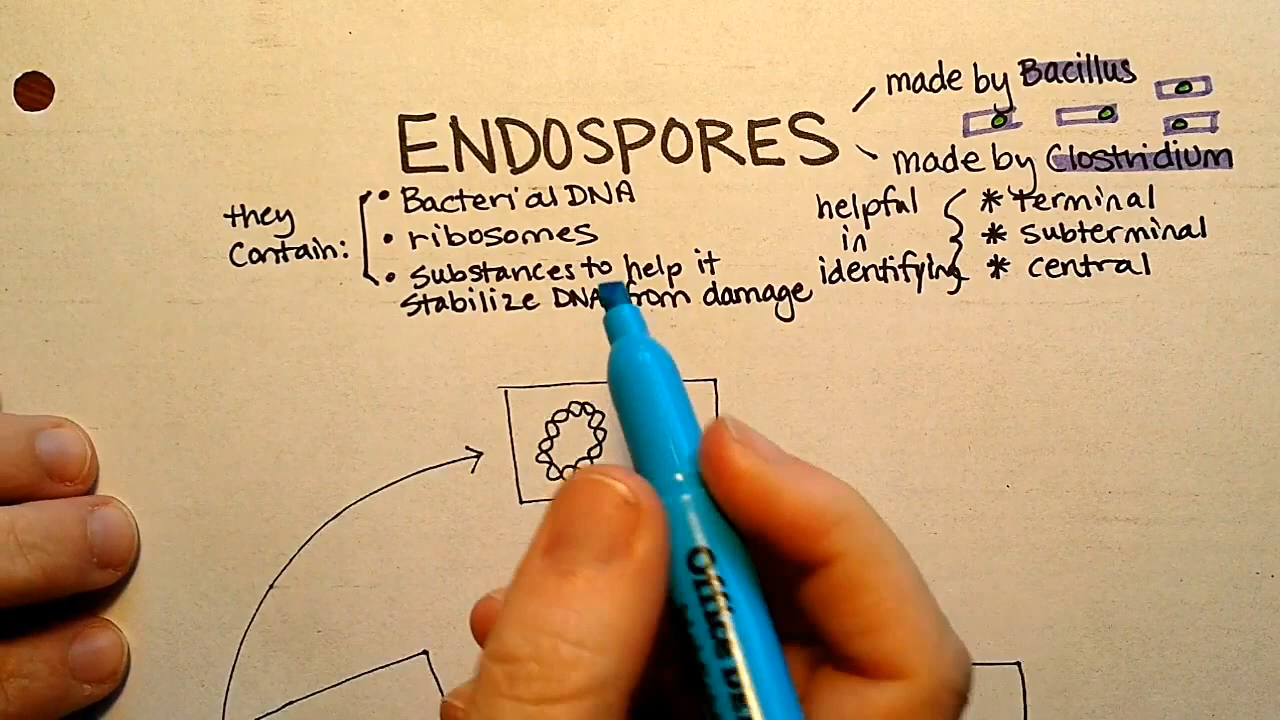 made by Bacillus
ENDOSPORES
made by Clostridium
they
contain:
• Bacterial DNA
• ribosomes
• substances to help it
stabilize DNA from damage
helpful
in
identifying
* terminal
* subterminal
* central
Office